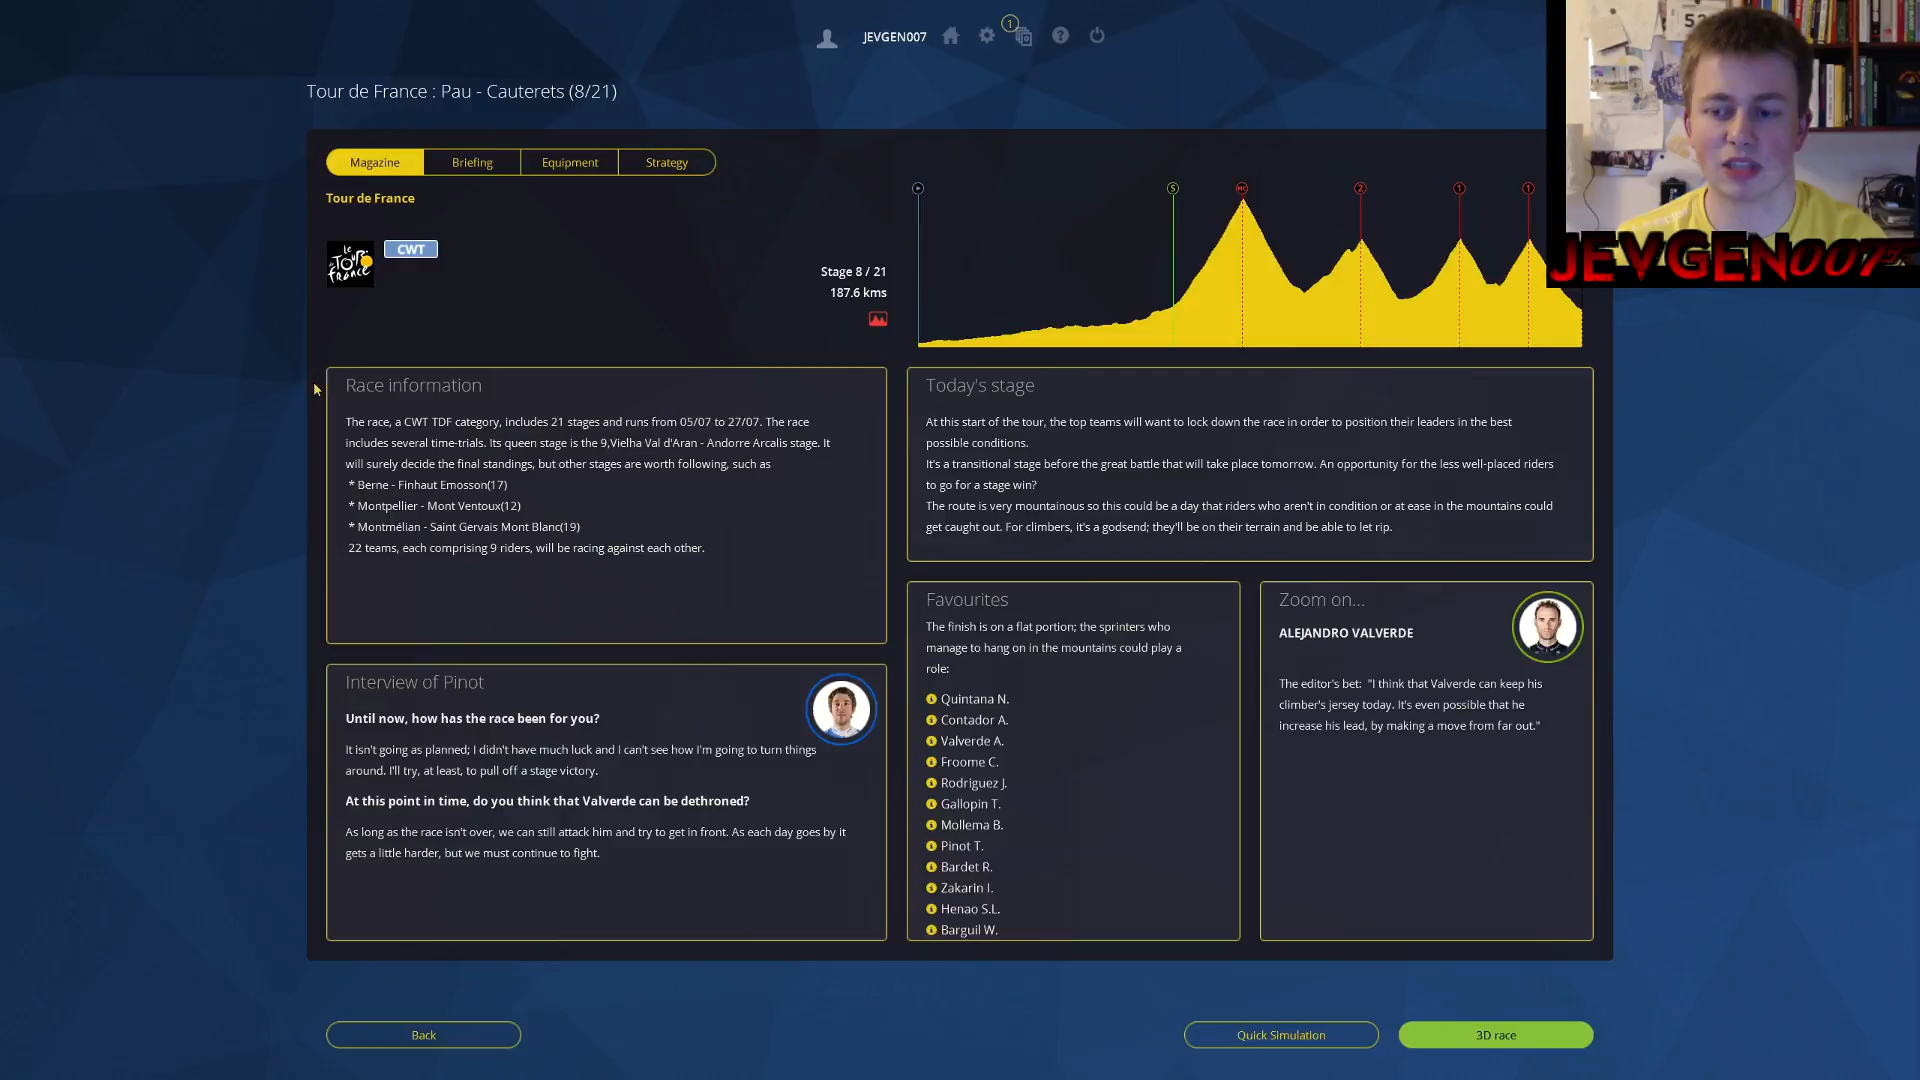 1
JEVGEN007
Tour de France : Pau - Cauterets (8/21)
Magazine
Briefing
Equipment
Strategy
Tour de France
le
Tour
de
france
CWT
Stage 8 / 21
187.6 kms
S
HC
2
1
1
52
JEVGEN007
Race information
The race, a CWT TDF category, includes 21 stages and runs from 05/07 to 27/07. The race
includes several time-trials. Its queen stage is the 9,Vielha Val d'Aran - Andorre Arcalis stage. It
will surely decide the final standings, but other stages are worth following, such as
* Berne - Finhaut Emosson(17)
* Montpellier - Mont Ventoux(12)
* Montmélian - Saint Gervais Mont Blanc(19)
22 teams, each comprising 9 riders, will be racing against each other.
Today's stage
At this start of the tour, the top teams will want to lock down the race in order to position their leaders in the best
possible conditions.
It's a transitional stage before the great battle that will take place tomorrow. An opportunity for the less well-placed riders
to go for a stage win?
The route is very mountainous so this could be a day that riders who aren't in condition or at ease in the mountains could
get caught out. For climbers, it's a godsend; they'll be on their terrain and be able to let rip.
Interview of Pinot
Until now, how has the race been for you?
It isn't going as planned; I didn't have much luck and I can't see how I'm going to turn things
around. I'll try, at least, to pull off a stage victory.
At this point in time, do you think that Valverde can be dethroned?
As long as the race isn't over, we can still attack him and try to get in front. As each day goes by it
gets a little harder, but we must continue to fight.
Favourites
The finish is on a flat portion; the sprinters who
manage to hang on in the mountains could play a
role:
Quintana N.
Contador A.
Valverde A.
Froome C.
Rodriguez J.
Gallopin T.
Mollema B.
Pinot T.
Bardet R.
Zakarin I.
Henao S.L.
Barguil W.
Zoom on...
ALEJANDRO VALVERDE
The editor's bet: "I think that Valverde can keep his
climber's jersey today. It's even possible that he
increase his lead, by making a move from far out."
Back
Quick Simulation
3D race